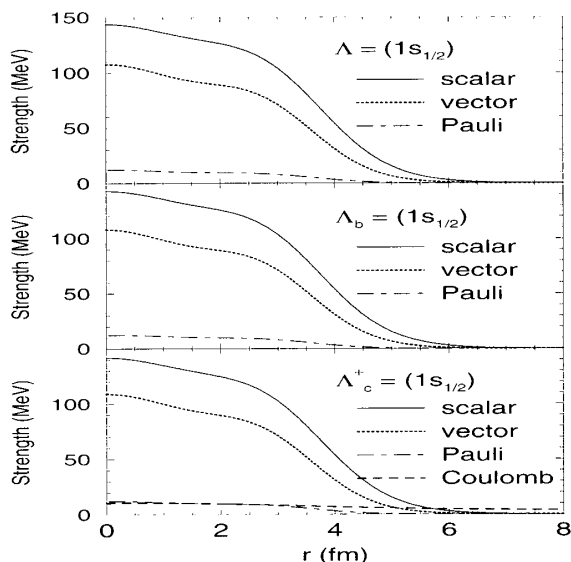 150
Λ = (1s1/2)
scalar
vector
Pauli
100
50
0
Strength (MeV)
Λb = (1s1/2)
scalar
vector
Pauli
100
50
0
Strength (MeV)
Λ+c = (1s1/2)
scalar
vector
Pauli
Coulomb
100
50
0
Strength (MeV)
0 2 4 6 8
r (fm)